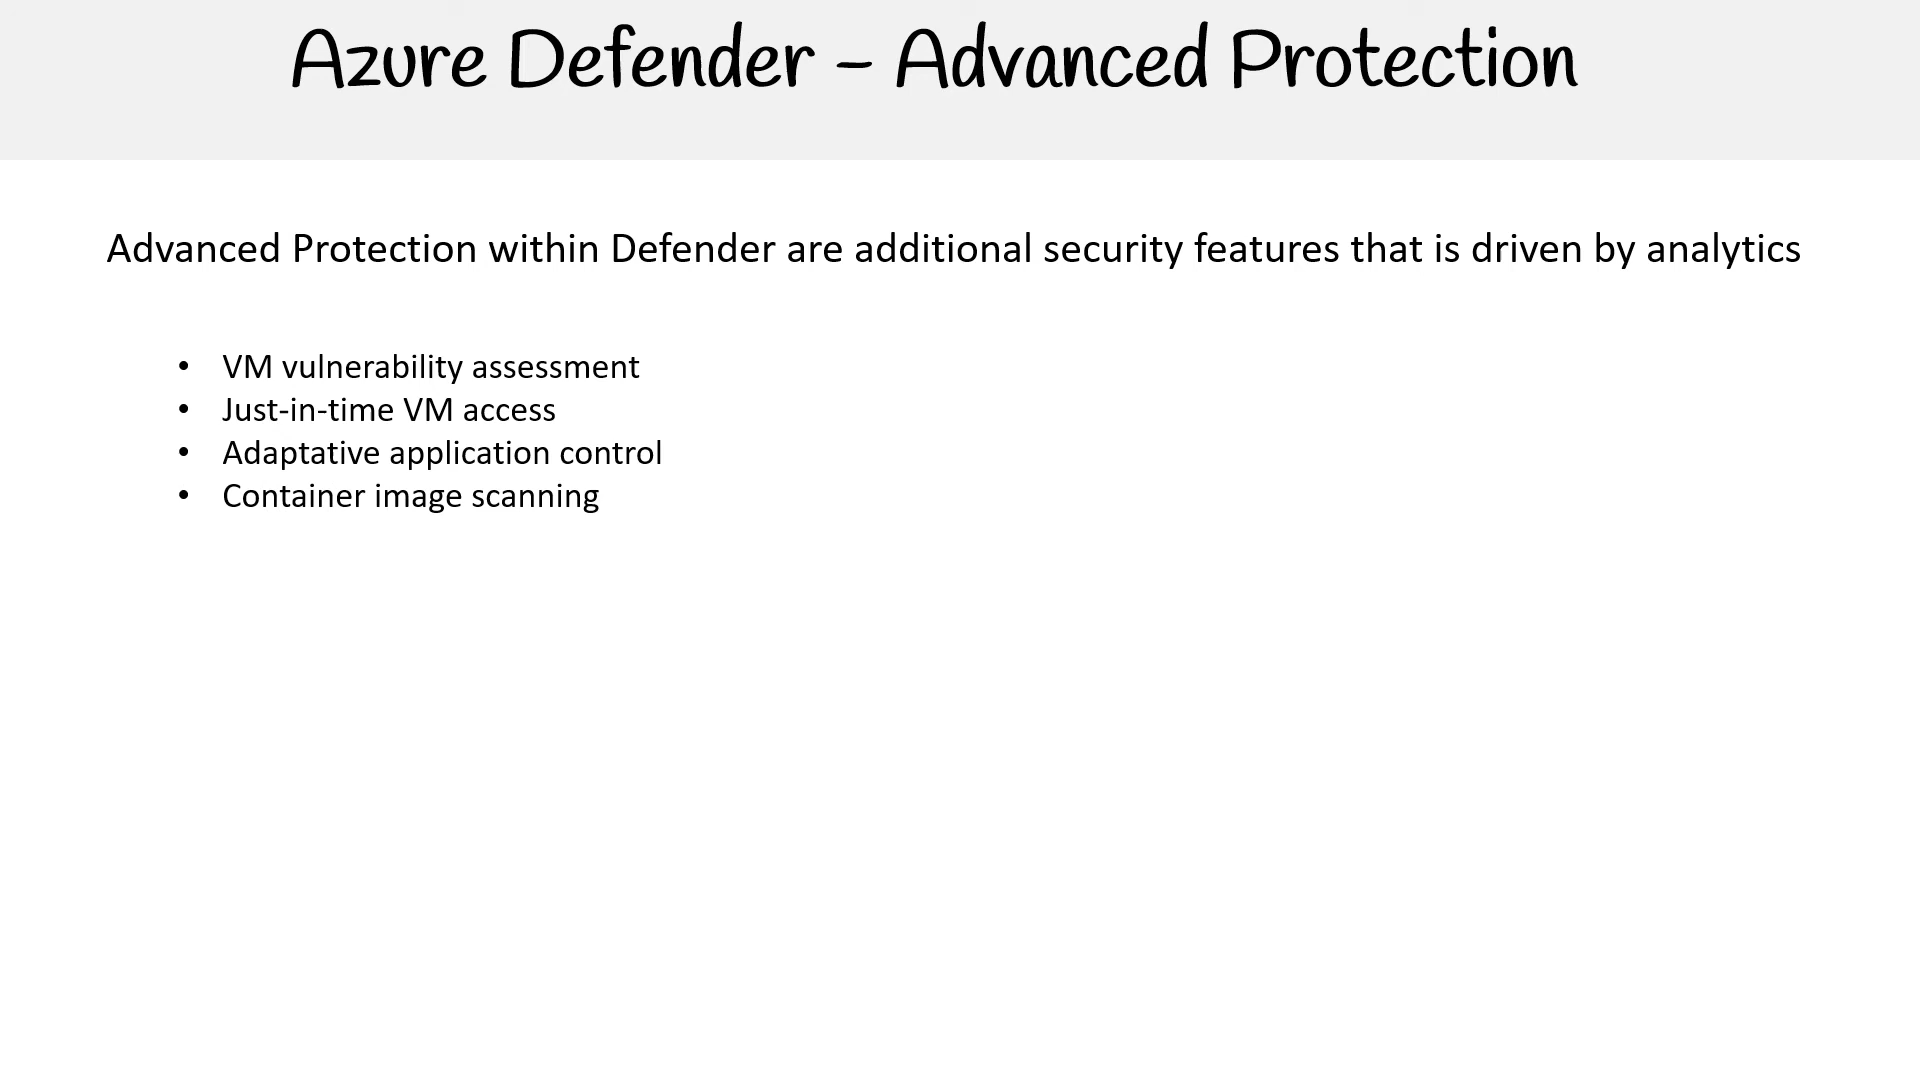 Azure Defender – Advanced Protection
Advanced Protection within Defender are additional security features that is driven by analytics
• VM vulnerability assessment
• Just-in-time VM access
• Adaptative application control
• Container image scanning